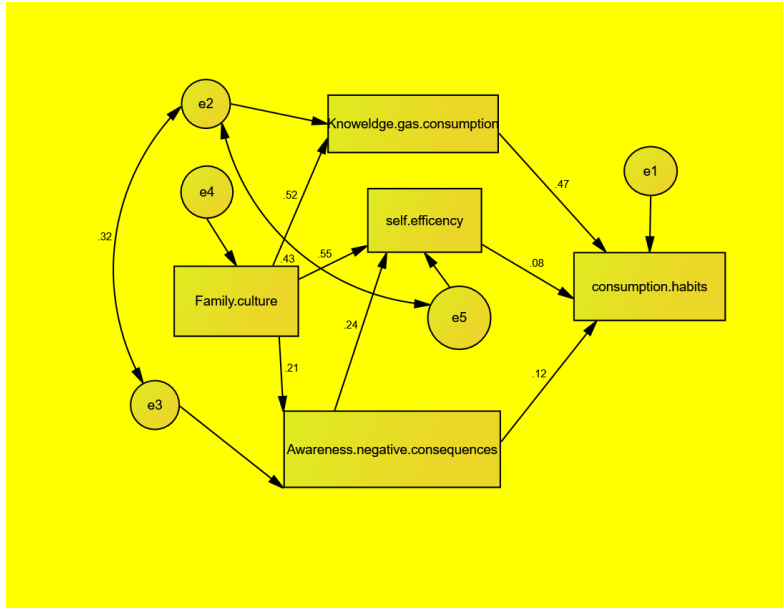 e2
Knoweldge.gas.consumption
e1
e4
.52
.47
.32
self.efficency
.43
.55
.08
consumption.habits
Family.culture
e5
.24
.21
.12
e3
Awareness.negative.consequences